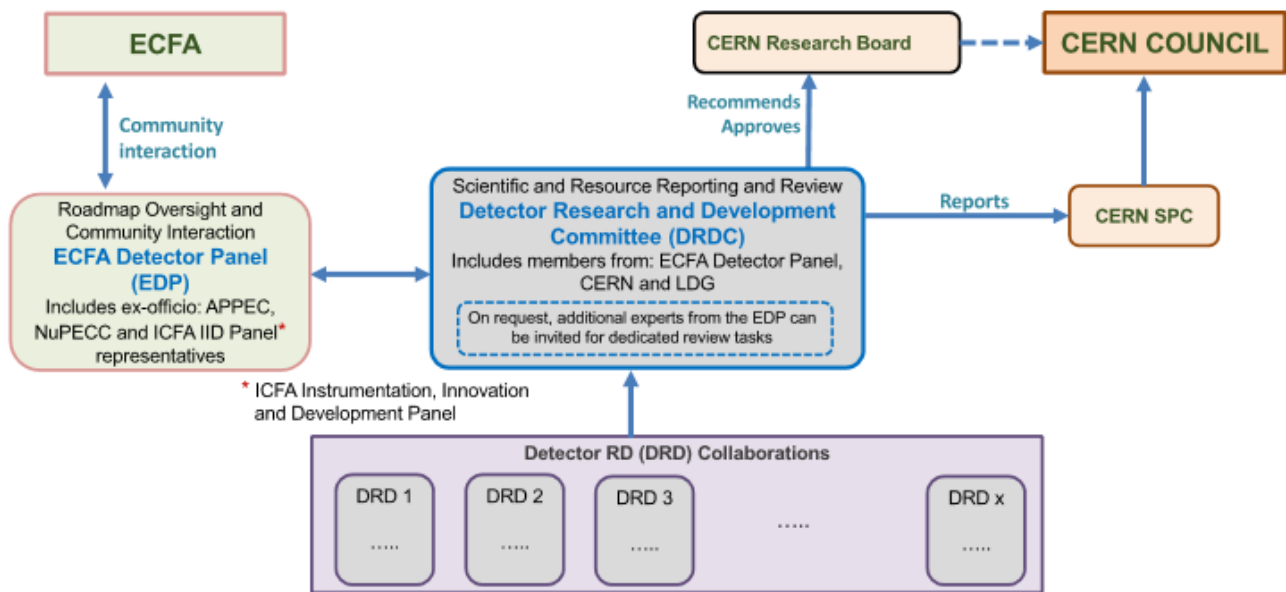 ECFA
CERN Research Board
CERN COUNCIL
Community
interaction
Recommends
Approves
Roadmap Oversight and
Community Interaction
ECFA Detector Panel
(EDP)
Includes ex-officio: APPEC,
NuPECC and ICFA IID Panel*
representatives
Scientific and Resource Reporting and Review
Detector Research and Development
Committee (DRDC)
Includes members from: ECFA Detector Panel,
CERN and LDG
On request, additional experts from the EDP can
be invited for dedicated review tasks
Reports
CERN SPC
* ICFA Instrumentation, Innovation
and Development Panel
Detector RD (DRD) Collaborations
DRD 1
.....
DRD 2
.....
DRD 3
.....
.....
DRD x
.....